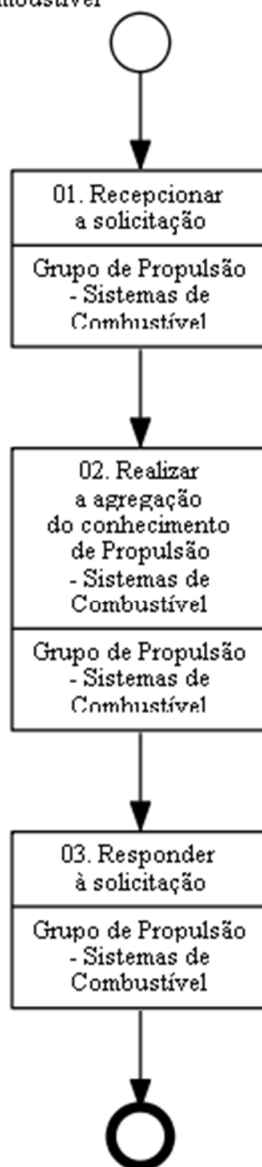 01. Recepcionar
a solicitação
Grupo de Propulsão
- Sistemas de
Combustível
02. Realizar
a agregação
do conhecimento
de Propulsão
- Sistemas de
Combustível
Grupo de Propulsão
- Sistemas de
Combustível
03. Responder
à solicitação
Grupo de Propulsão
- Sistemas de
Combustível